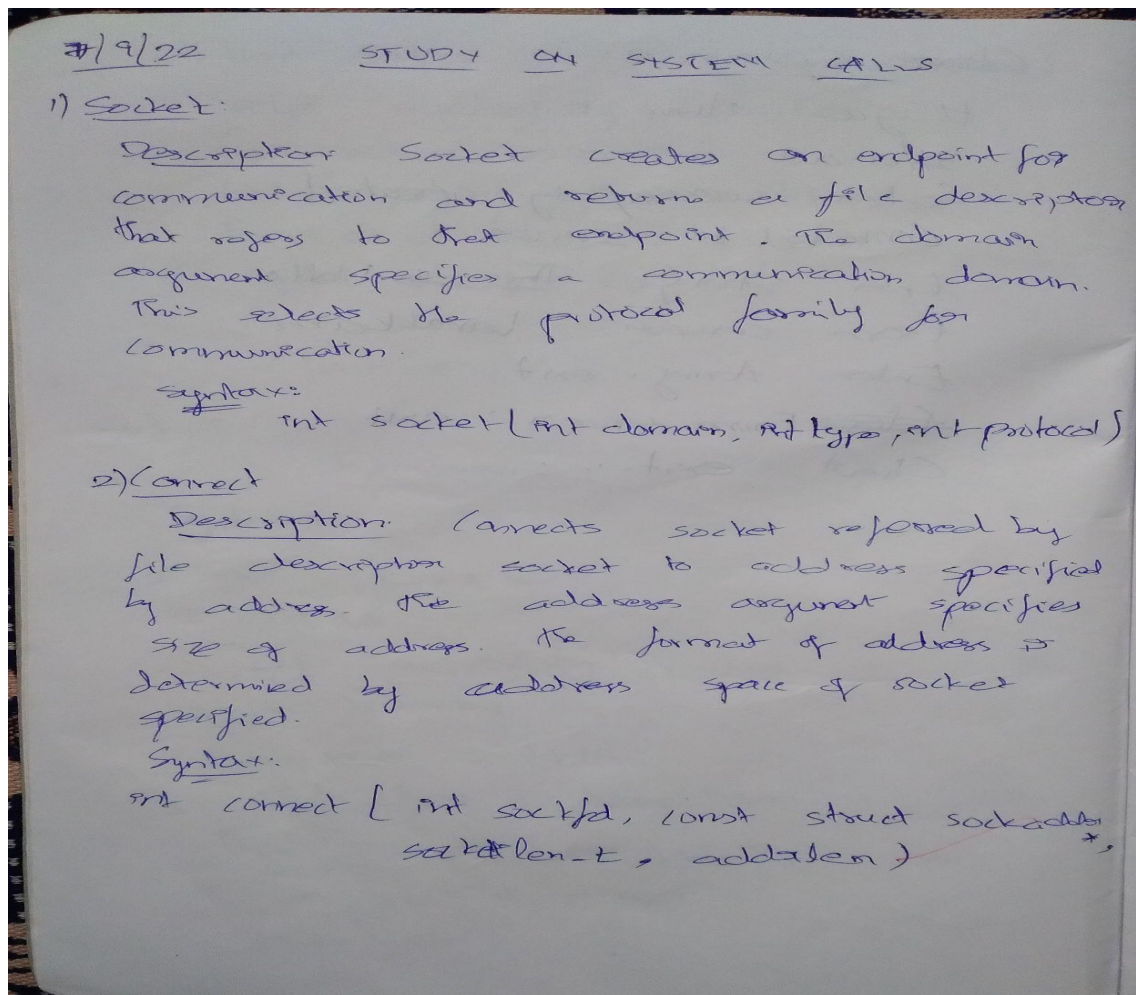 7/9/22 STUDY ON SYSTEM CALLS
1) Socket:
Description: Socket creates an endpoint for
communication and returns a file descriptor
that refers to that endpoint. The domain
argument specifies a communication domain.
This selects the protocol family for
communication.
Syntax:
int socket (int domain, int type, int protocol)
2) Connect
Description: Connects socket referred by
file descriptor socket to address specified
by address. The address argument specifies
size of address. The format of address is
determined by address space of socket
specified.
Syntax:
int connect ( int sockfd, const struct sockaddr *,
socketlen-t, addrlen )